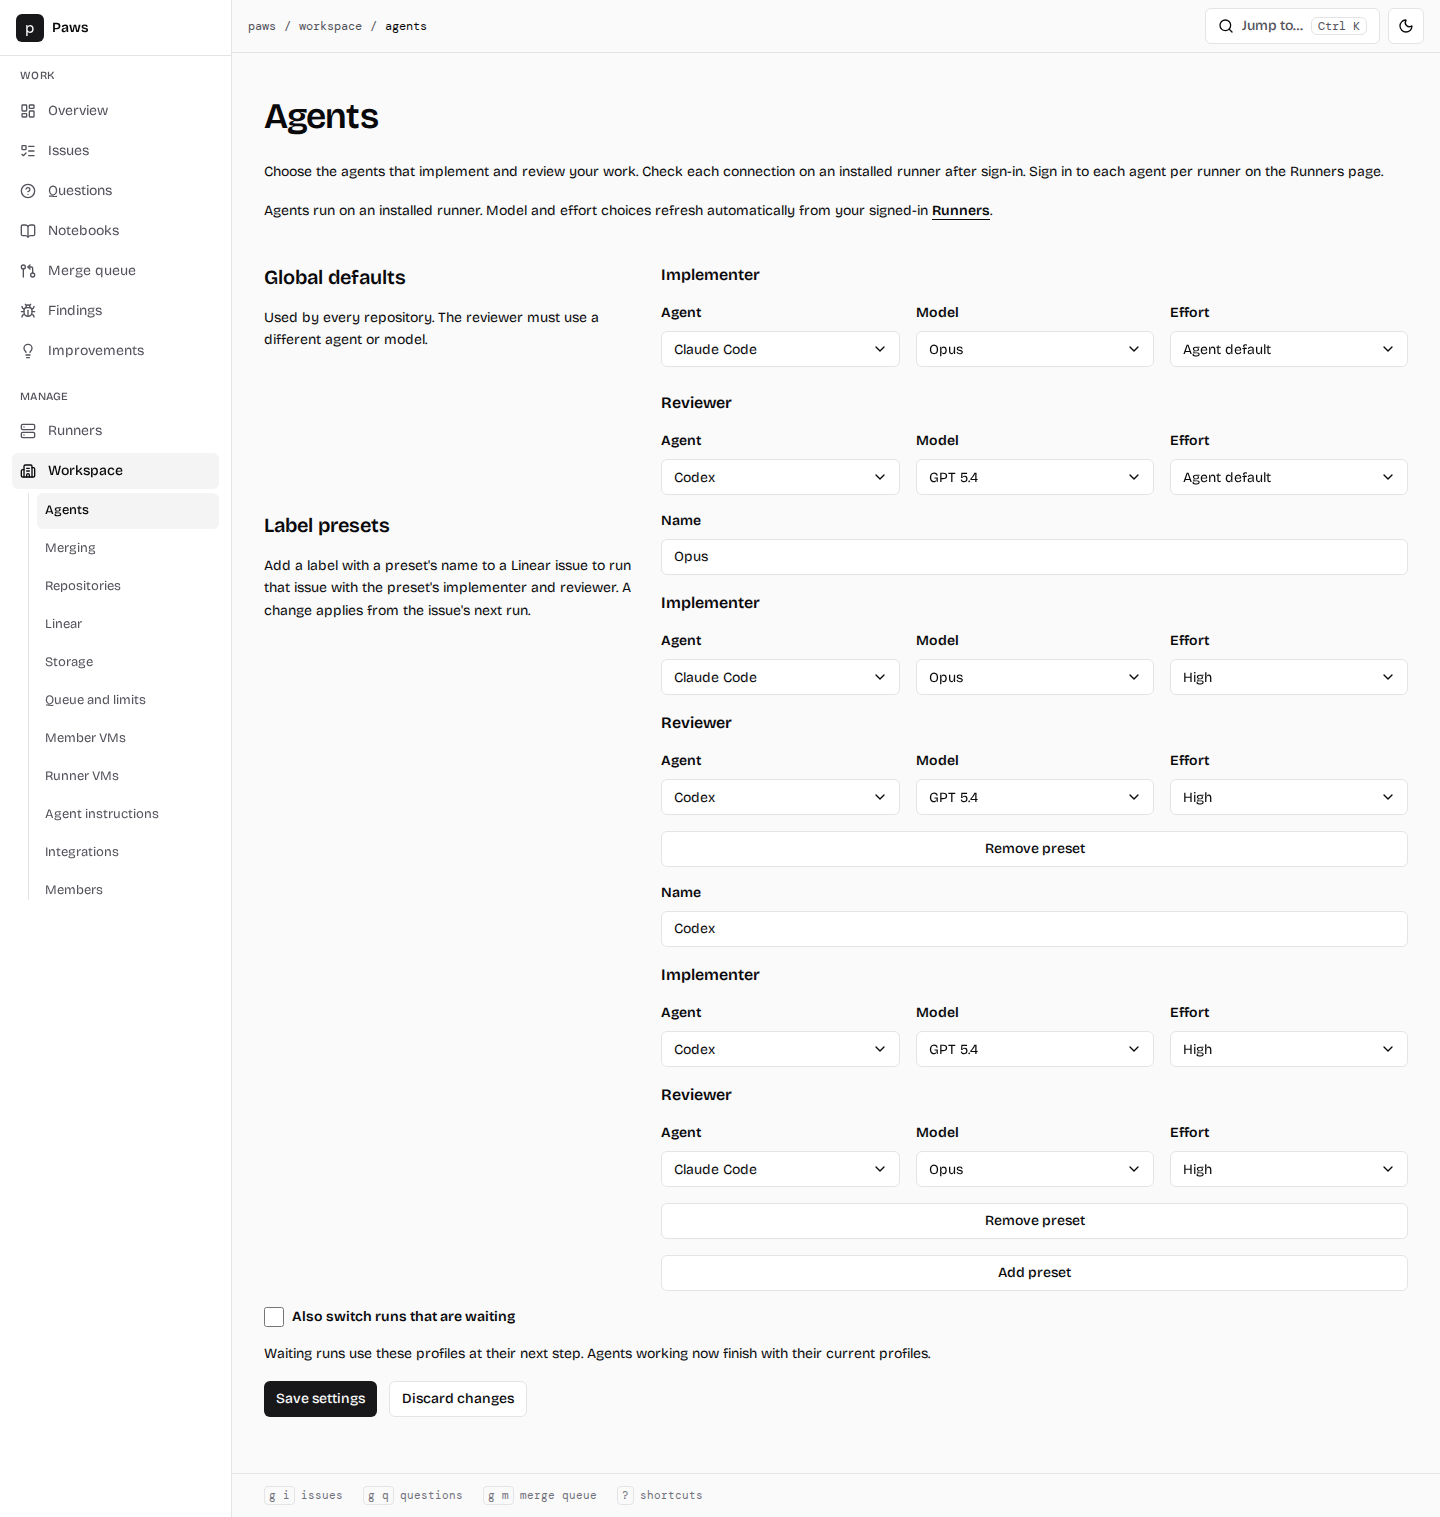 p Paws
paws / workspace / agents
Jump to... Ctrl K
WORK
Overview
Issues
Questions
Notebooks
Merge queue
Findings
Improvements
MANAGE
Runners
Workspace
Agents
Merging
Repositories
Linear
Storage
Queue and limits
Member VMs
Runner VMs
Agent instructions
Integrations
Members
Agents
Choose the agents that implement and review your work. Check each connection on an installed runner after sign-in. Sign in to each agent per runner on the Runners page.
Agents run on an installed runner. Model and effort choices refresh automatically from your signed-in Runners.
Global defaults
Used by every repository. The reviewer must use a
different agent or model.
Implementer
Agent Model Effort
Claude Code Opus Agent default
Reviewer
Agent Model Effort
Codex GPT 5.4 Agent default
Label presets
Add a label with a preset's name to a Linear issue to run
that issue with the preset's implementer and reviewer. A
change applies from the issue's next run.
Name
Opus
Implementer
Agent Model Effort
Claude Code Opus High
Reviewer
Agent Model Effort
Codex GPT 5.4 High
Remove preset
Name
Codex
Implementer
Agent Model Effort
Codex GPT 5.4 High
Reviewer
Agent Model Effort
Claude Code Opus High
Remove preset
Add preset
Also switch runs that are waiting
Waiting runs use these profiles at their next step. Agents working now finish with their current profiles.
Save settings Discard changes
g i issues g q questions g m merge queue ? shortcuts